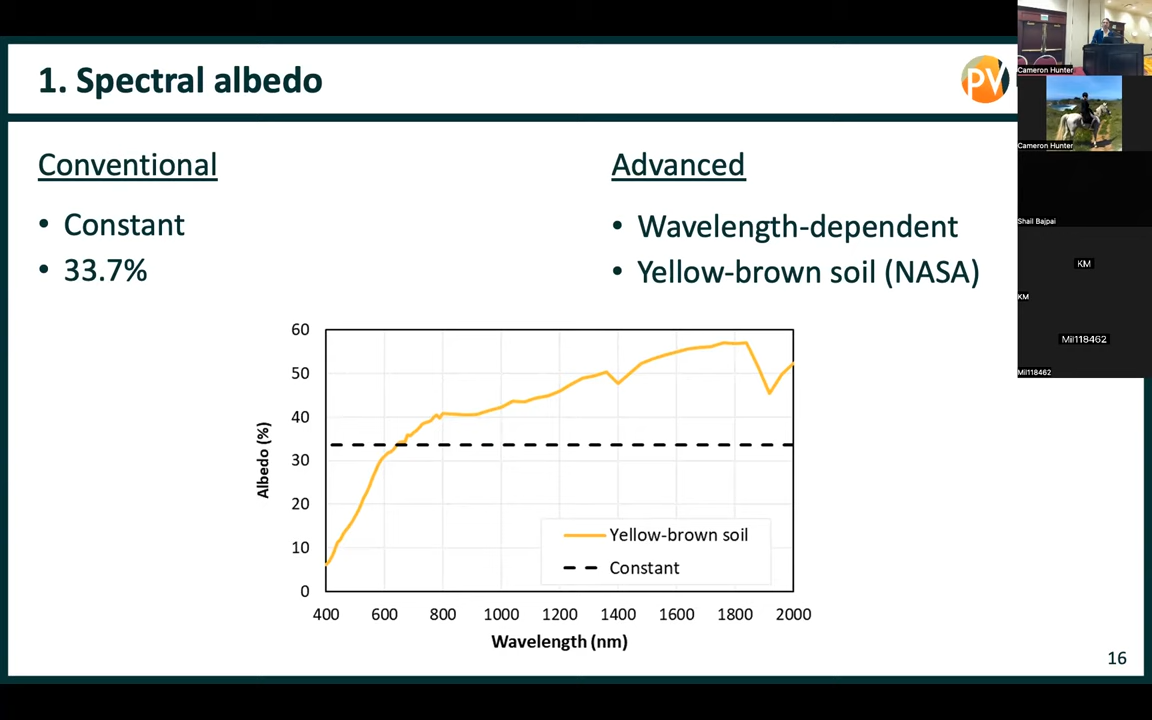 1. Spectral albedo
PV
Conventional
• Constant
• 33.7%
Advanced
• Wavelength-dependent
• Yellow-brown soil (NASA)
60
50
40
30
20
10
0
Albedo (%)
Yellow-brown soil
Constant
400 600 800 1000 1200 1400 1600 1800 2000
Wavelength (nm)
16
Cameron Hunter
Cameron Hunter
Shail Bajpai
KM
KM
Mil118462
Mil118462